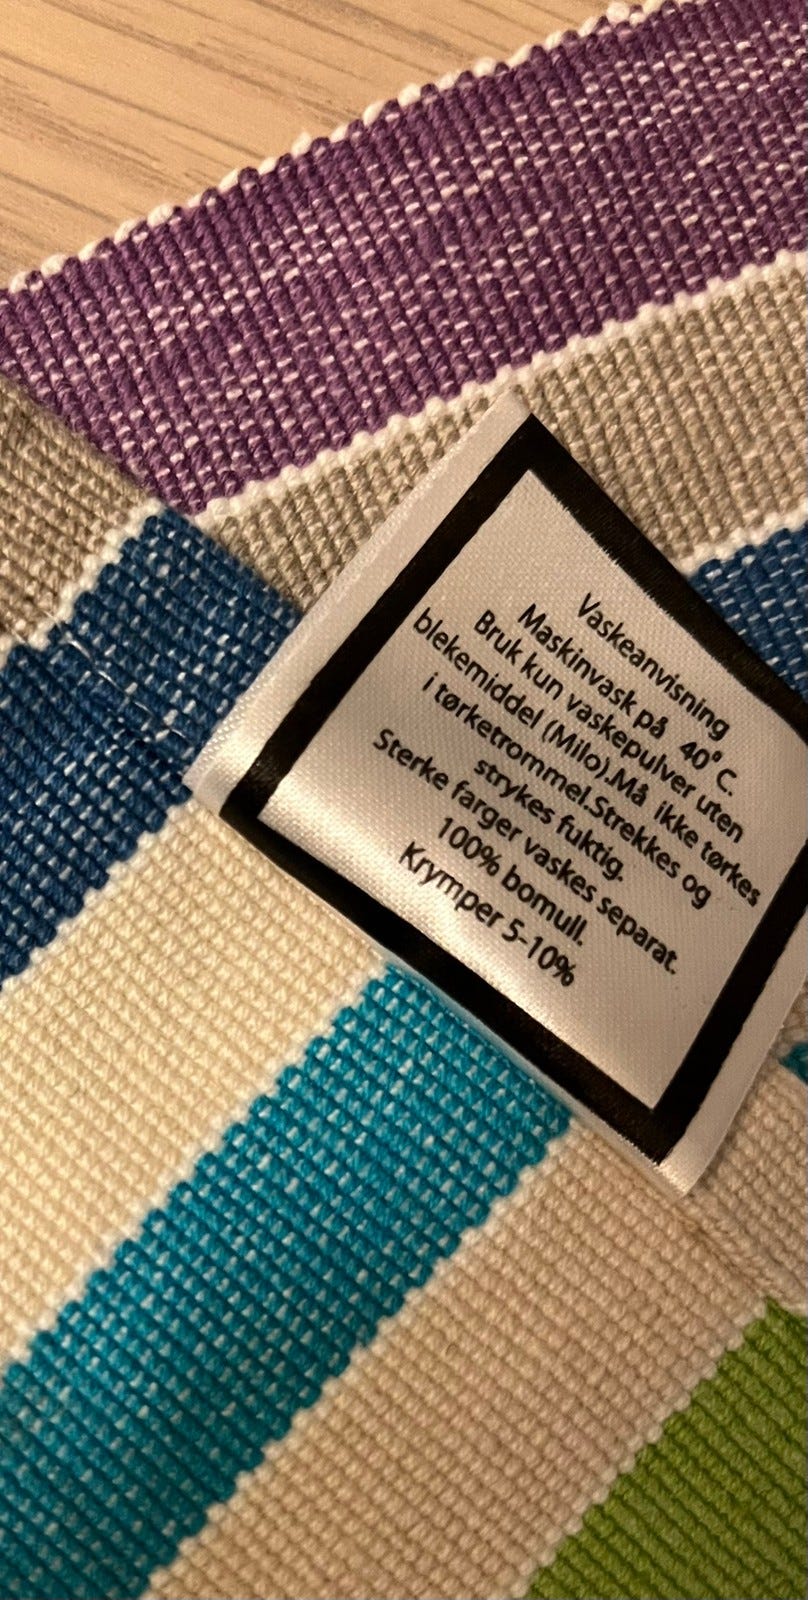 Vaskeanvisning
Maskinvask på 40°C.
Bruk kun vaskepulver uten
blekemiddel (Milo).Må ikke tørkes
i tørketrommel.Strekkes og
strykes fuktig.
Sterke farger vaskes separat.
100% bomull.
Krymper 5-10%